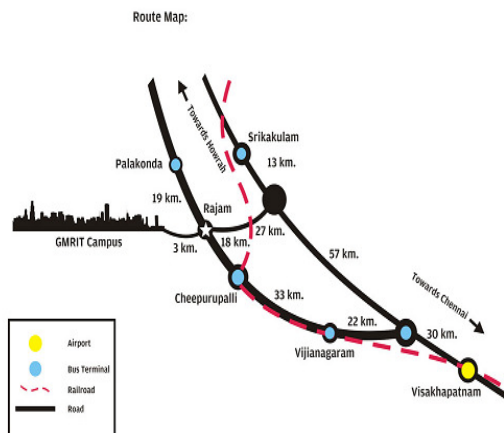 Route Map:
Towards Howrah
Srikakulam
13 km.
Palakonda
19 km.
Rajam
GMRIT Campus
3 km.
18 km.
27 km.
57 km.
Cheepurupalli
33 km.
Towards Chennai
22 km.
30 km.
Vijianagaram
Visakhapatnam
Airport
Bus Terminal
Railroad
Road